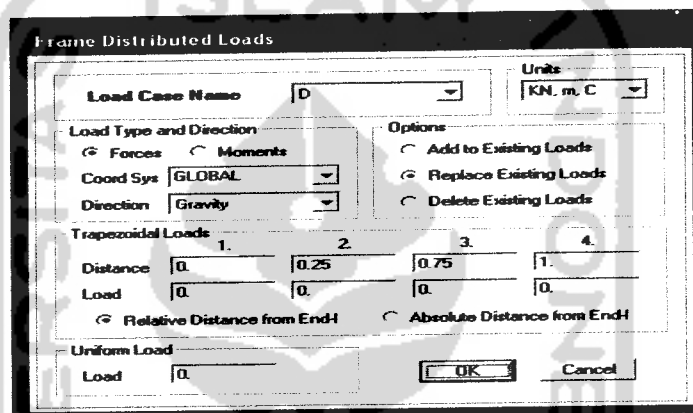 ISLAM
Frame Distributed Loads
Load Case Name D
Units
KN, m, C
Load Type and Direction
Forces Moments
Coord Sys GLOBAL
Direction Gravity
Options
Add to Existing Loads
Replace Existing Loads
Delete Existing Loads
Trapezoidal Loads
1. 2. 3. 4.
Distance 0. 0.25 0.75 1.
Load 0. 0. 0. 0.
Relative Distance from End-I Absolute Distance from End-I
Uniform Load
Load 0.
OK Cancel